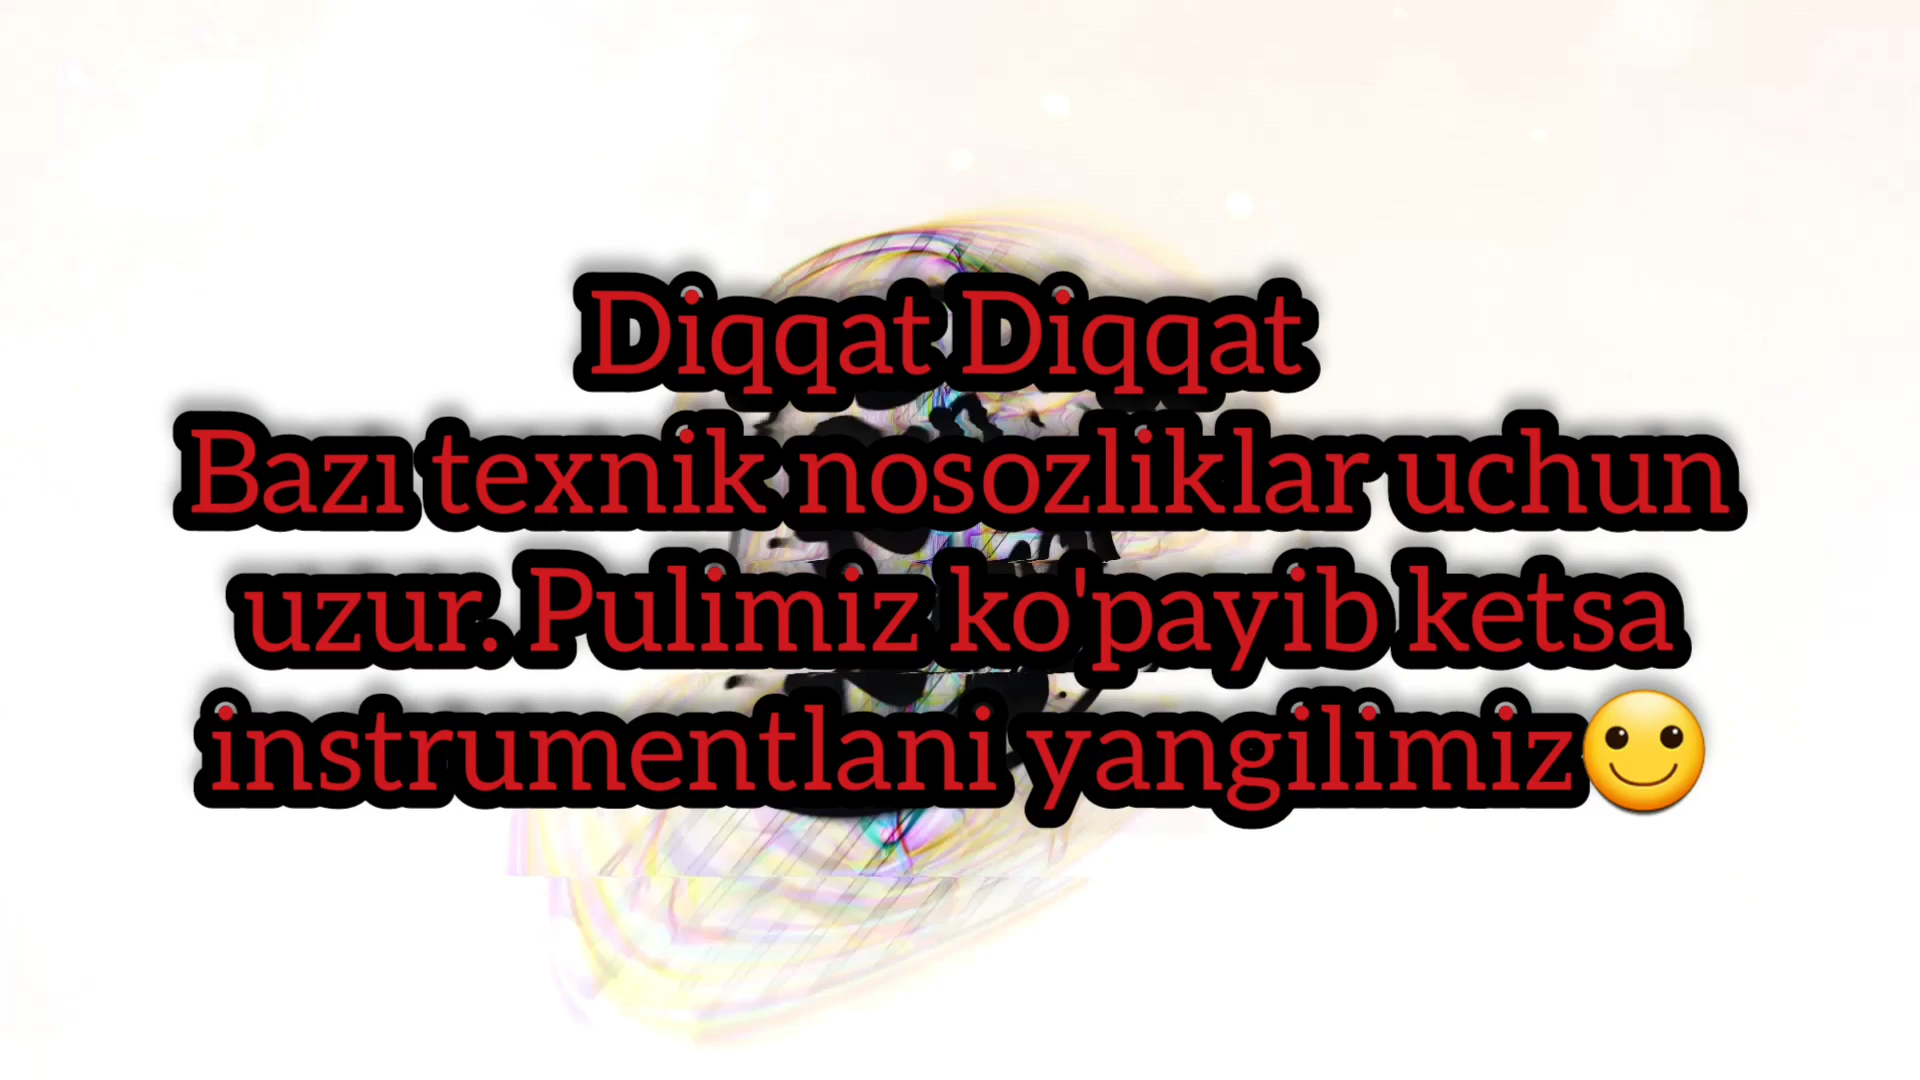 Diqqat Diqqat
Bazı texnik nosozliklar uchun
uzur. Pulimiz ko'payib ketsa
instrumentlani yangilimiz🙂